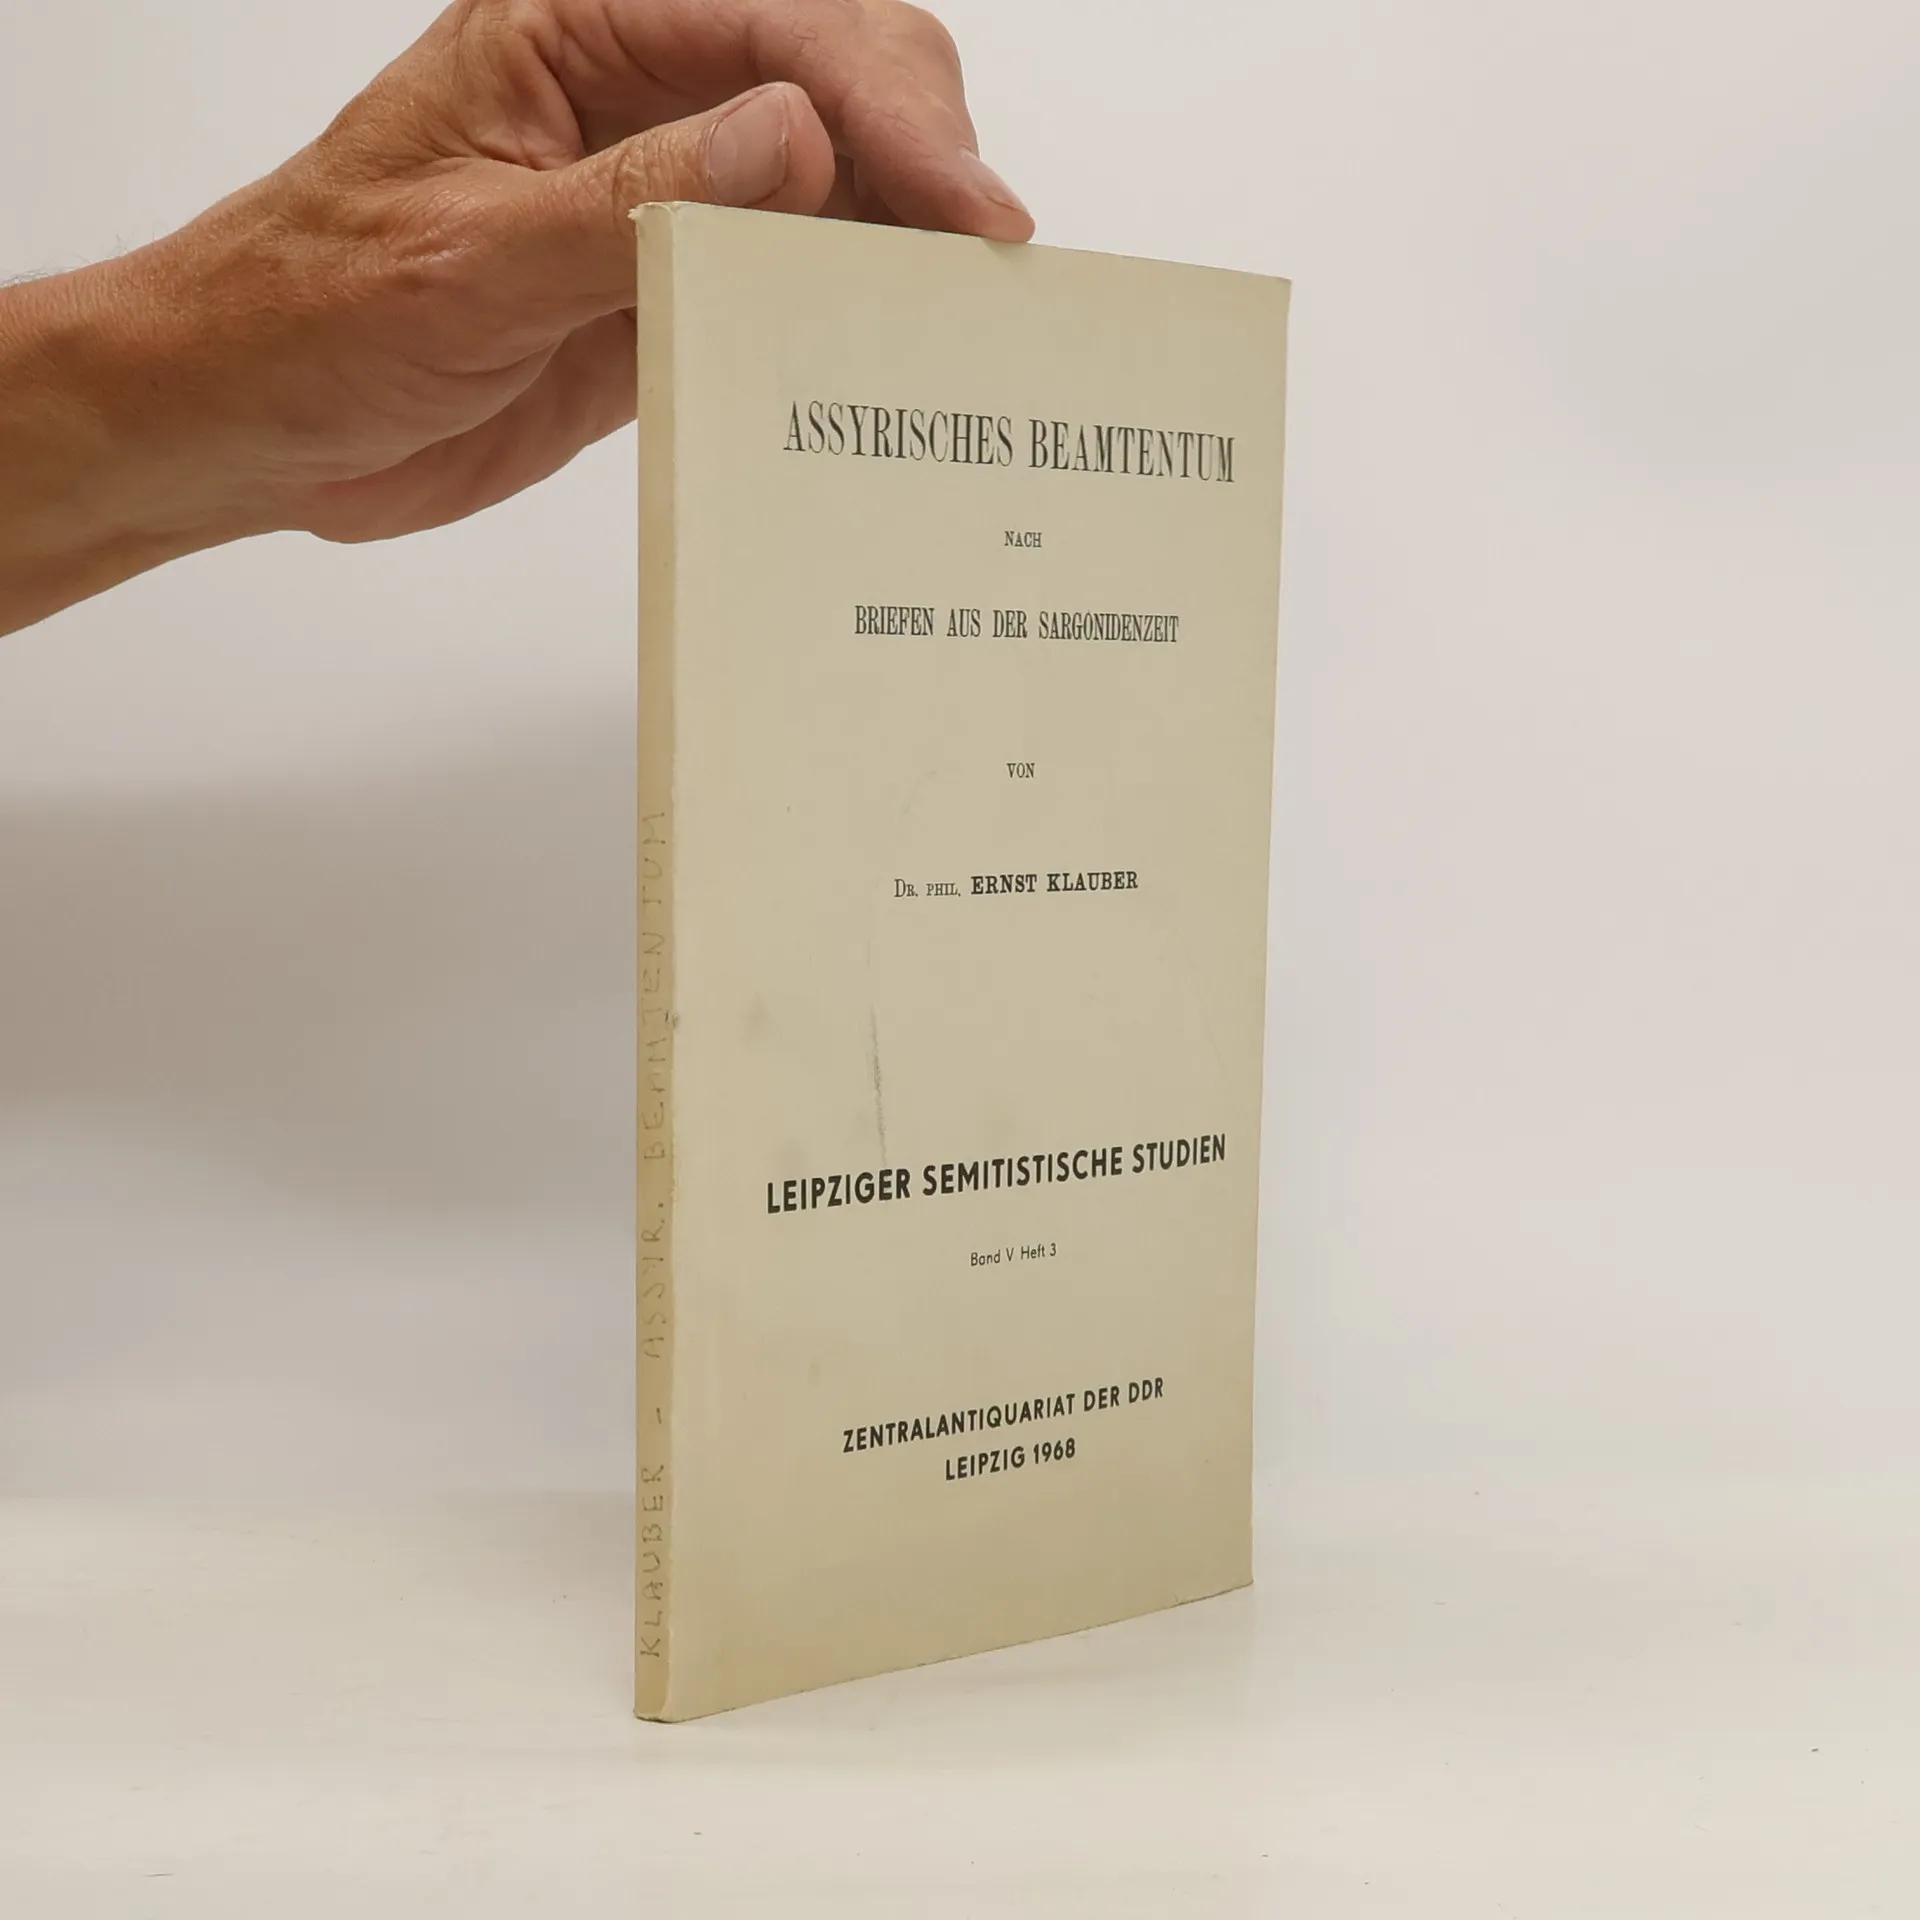 ASSYRISCHES BEAMTENTUM
NACH
BRIEFEN AUS DER SARGONIDENZEIT
VON
DR. PHIL. ERNST KLAUBER
LEIPZIGER SEMITISTISCHE STUDIEN
Band V Heft 3
ZENTRALANTIQUARIAT DER DDR
LEIPZIG 1968
KLAUBER - ASSYR. BEAMTENTUM